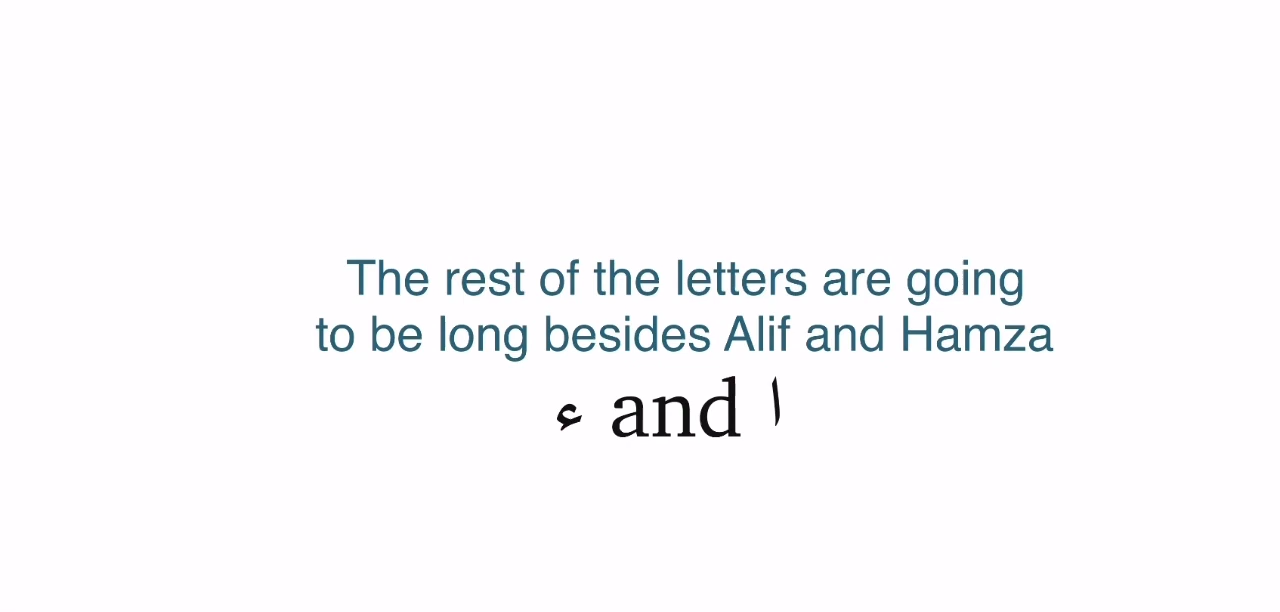 The rest of the letters are going
to be long besides Alif and Hamza
ء and ا